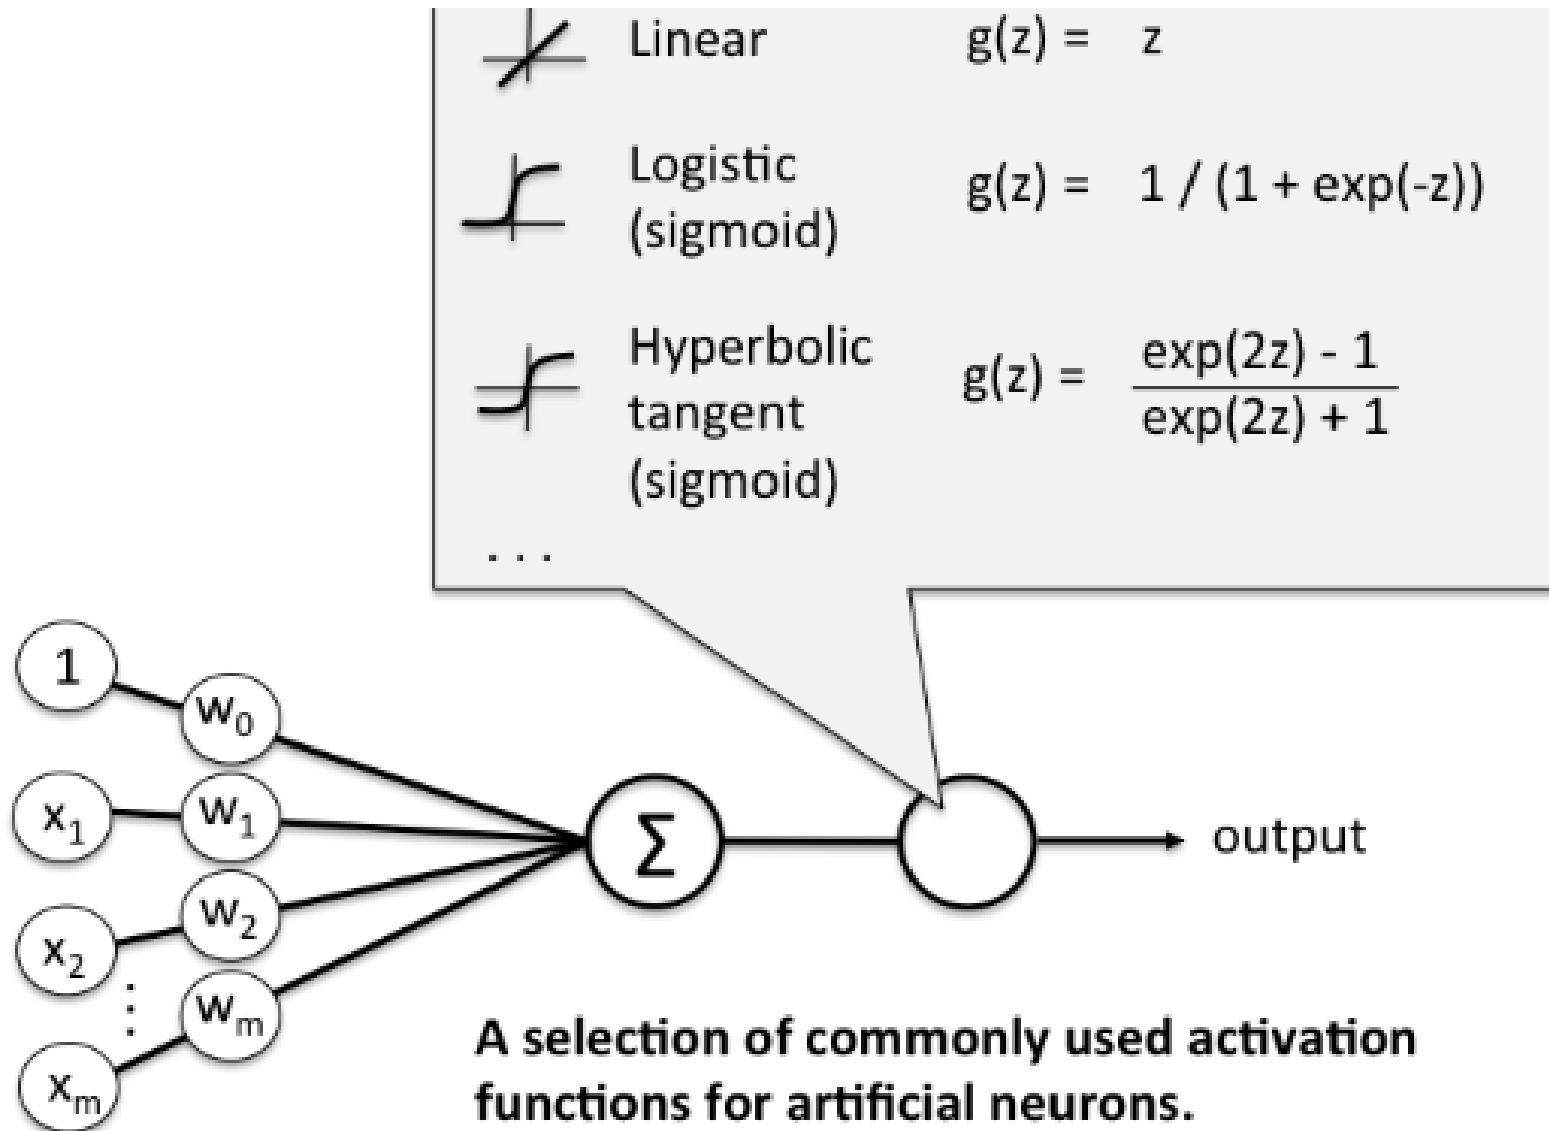 Linear g(z) = z
Logistic
(sigmoid) g(z) = 1 / (1 + exp(-z))
Hyperbolic
tangent
(sigmoid)
g(z) = exp(2z) - 1
exp(2z) + 1
. . .
1
w₀
x₁
w₁
x₂
w₂
⋮
xₘ
wₘ
Σ
output
A selection of commonly used activation
functions for artificial neurons.